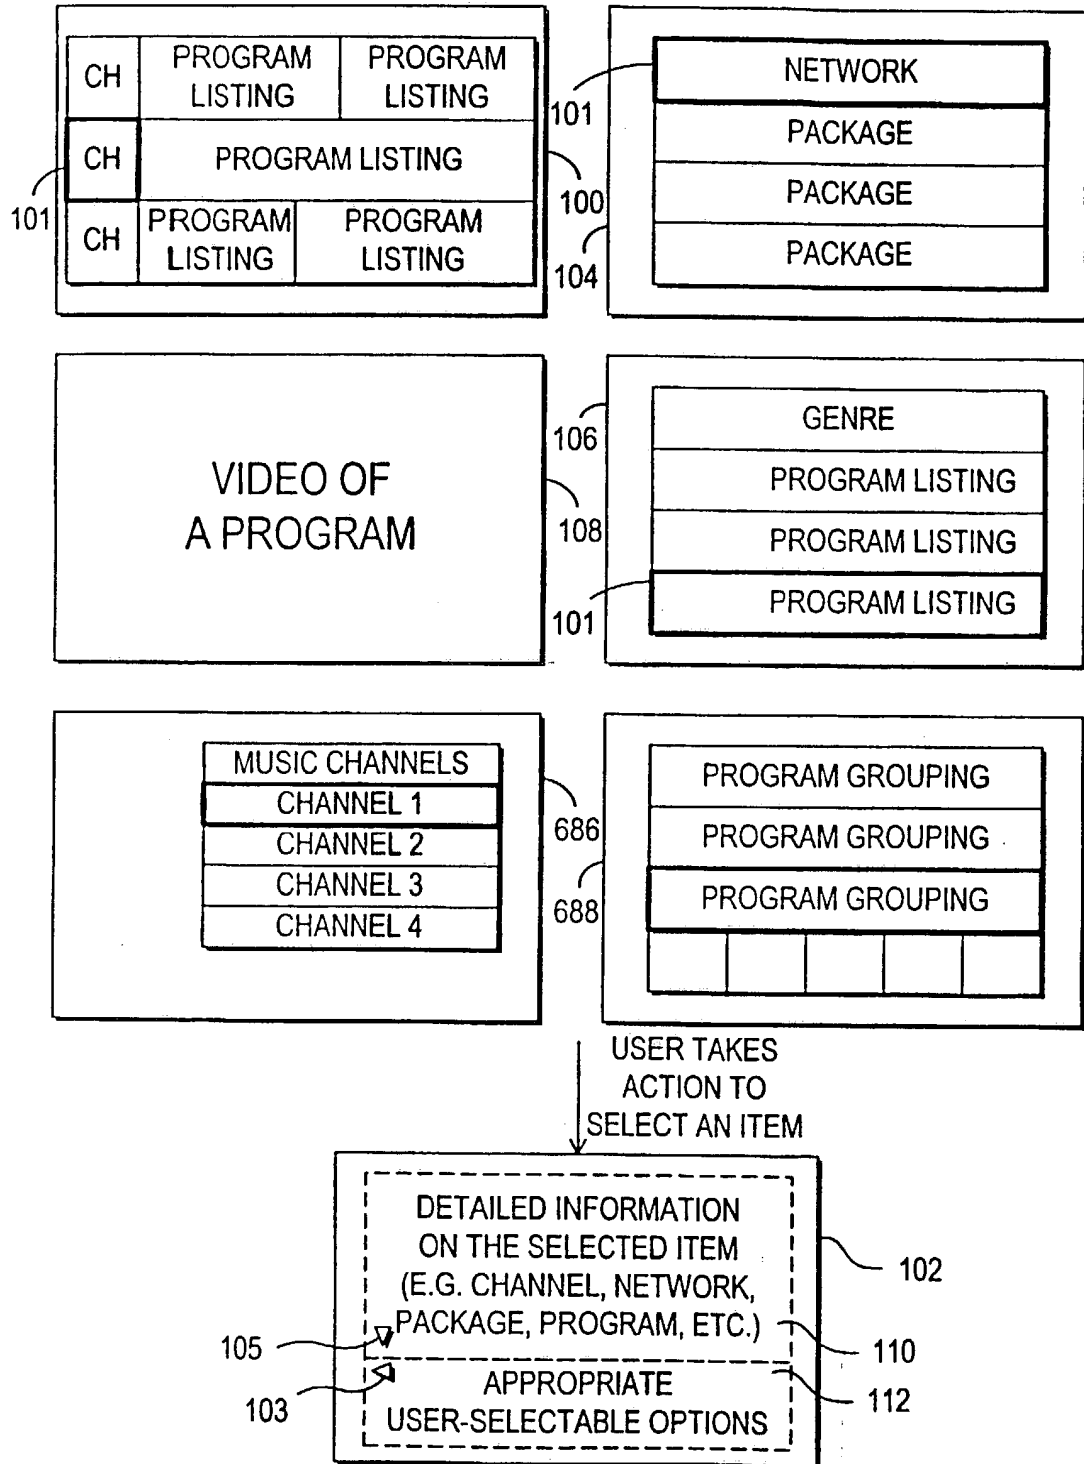 CH
PROGRAM
LISTING
PROGRAM
LISTING
CH
PROGRAM LISTING
CH
PROGRAM
LISTING
PROGRAM
LISTING
101
100
NETWORK
PACKAGE
PACKAGE
PACKAGE
101
104
VIDEO OF
A PROGRAM
108
GENRE
PROGRAM LISTING
PROGRAM LISTING
PROGRAM LISTING
106
101
MUSIC CHANNELS
CHANNEL 1
CHANNEL 2
CHANNEL 3
CHANNEL 4
686
PROGRAM GROUPING
PROGRAM GROUPING
PROGRAM GROUPING
688
USER TAKES
ACTION TO
SELECT AN ITEM
DETAILED INFORMATION
ON THE SELECTED ITEM
(E.G. CHANNEL, NETWORK,
PACKAGE, PROGRAM, ETC.)
102
105
110
103
APPROPRIATE
USER-SELECTABLE OPTIONS
112